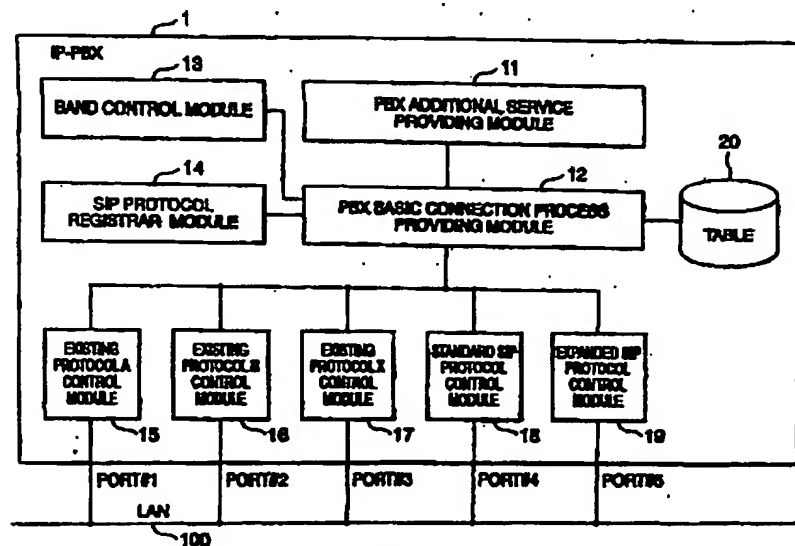 1
IP-PBX
13
BAND CONTROL MODULE
11
PBX ADDITIONAL SERVICE
PROVIDING MODULE
14
SIP PROTOCOL
REGISTRAR MODULE
12
PBX BASIC CONNECTION PROCESS
PROVIDING MODULE
20
TABLE
EXISTING
PROTOCOL A
CONTROL
MODULE
15
EXISTING
PROTOCOL B
CONTROL
MODULE
16
EXISTING
PROTOCOL X
CONTROL
MODULE
17
STANDARD SIP
PROTOCOL
CONTROL
MODULE
18
EXPANDED SIP
PROTOCOL
CONTROL
MODULE
19
PORT#1
PORT#2
PORT#3
PORT#4
PORT#5
LAN
100